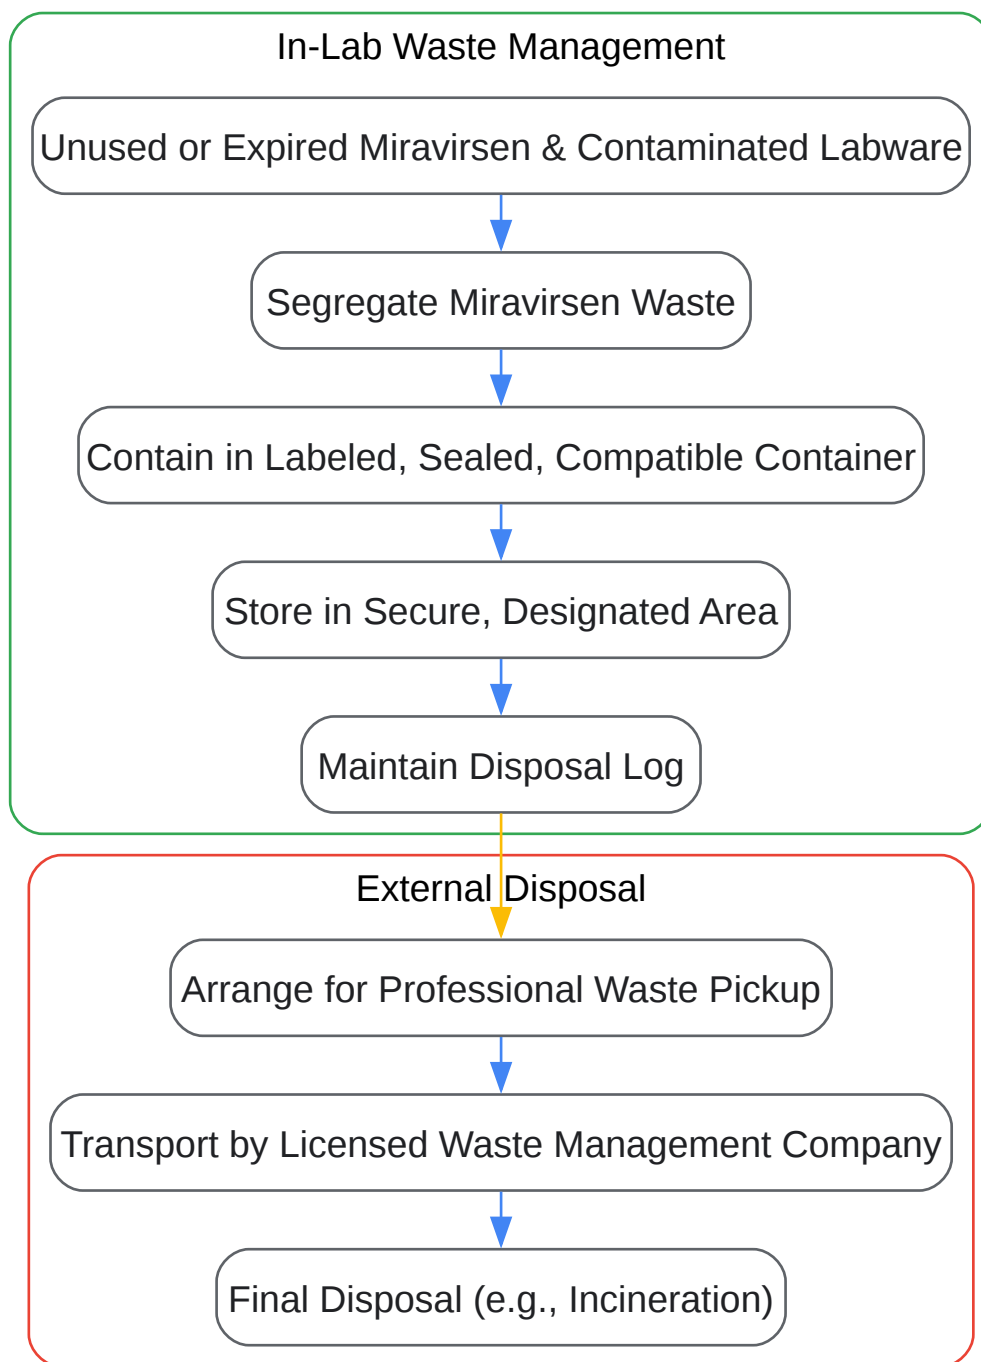 In-Lab Waste Management
Unused or Expired Miravirsen & Contaminated Labware
Segregate Miravirsen Waste
Contain in Labeled, Sealed, Compatible Container
Store in Secure, Designated Area
Maintain Disposal Log
External Disposal
Arrange for Professional Waste Pickup
Transport by Licensed Waste Management Company
Final Disposal (e.g., Incineration)